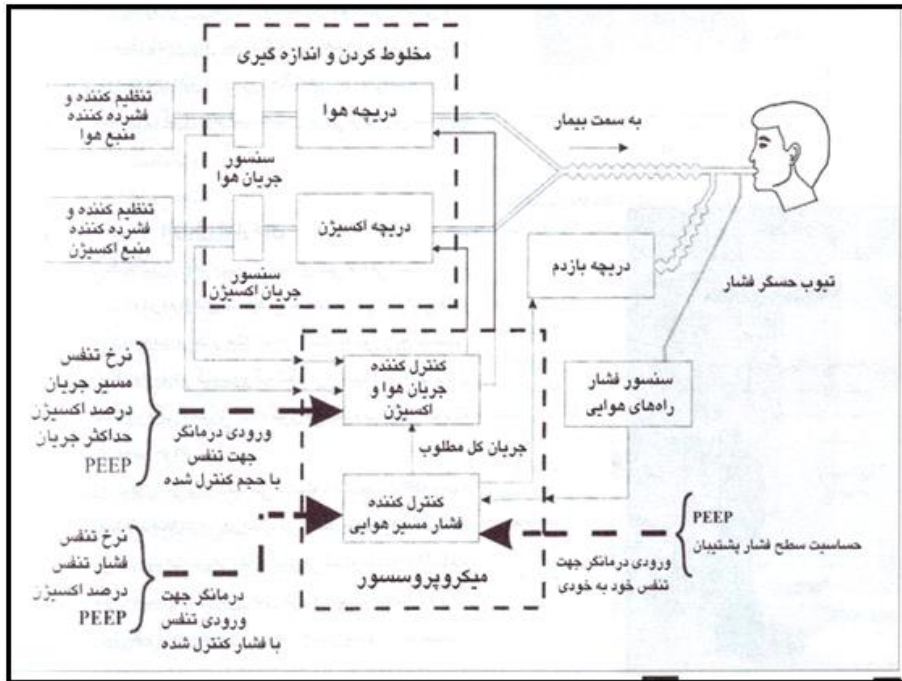 مخلوط کردن و اندازه گیری
تنظیم کننده و
فشرده کننده
منبع هوا
سنسور
جریان هوا
دریچه هوا
به سمت بیمار
تنظیم کننده و
فشرده کننده
منبع اکسیژن
سنسور
جریان اکسیژن
دریچه اکسیژن
دریچه بازدم
تیوب حسگر فشار
سنسور فشار
راه‌های هوایی
کنترل کننده
جریان هوا و
اکسیژن
نرخ تنفس
مسیر جریان
درصد اکسیژن
حداکثر جریان
PEEP
ورودی درمانگر
جهت تنفس
با حجم کنترل شده
جریان کل مطلوب
کنترل کننده
فشار مسیر هوایی
میکروپروسسور
PEEP
حساسیت سطح فشار پشتیبان
ورودی درمانگر جهت
تنفس خود به خودی
نرخ تنفس
فشار تنفس
درصد اکسیژن
PEEP
درمانگر جهت
ورودی تنفس
با فشار کنترل شده